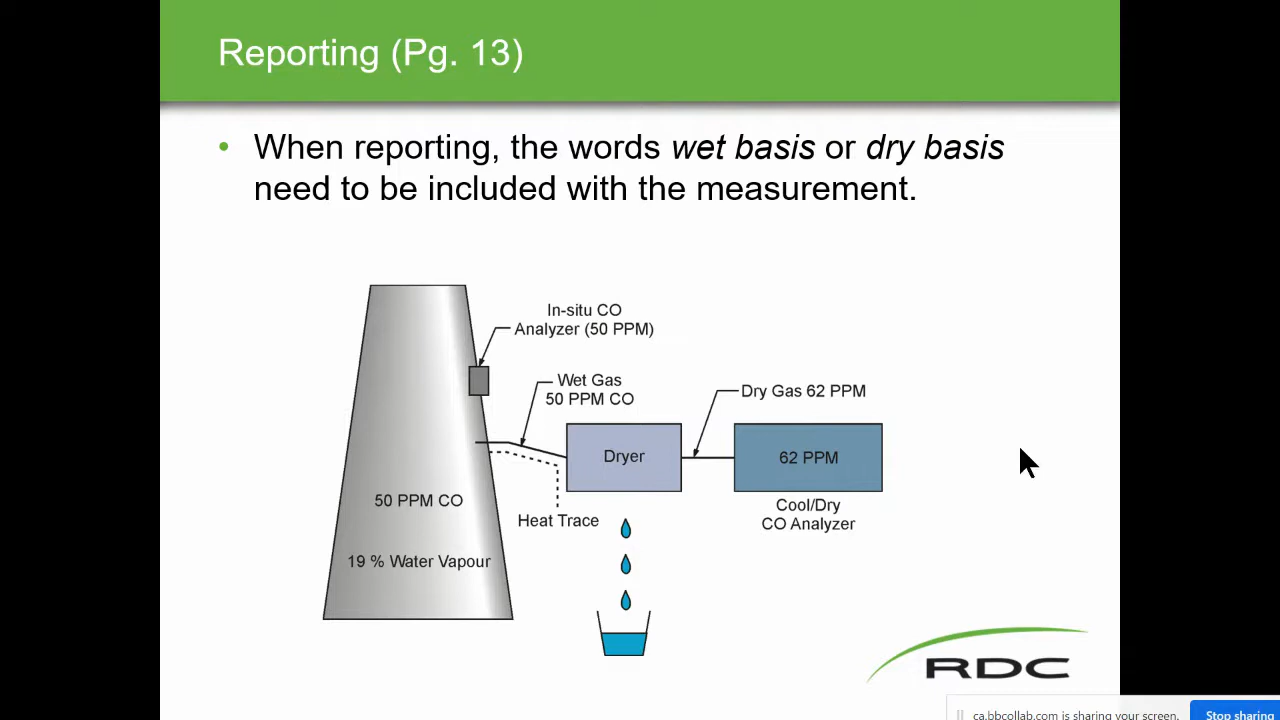 Reporting (Pg. 13)
• When reporting, the words wet basis or dry basis
need to be included with the measurement.
In-situ CO
Analyzer (50 PPM)
Wet Gas
50 PPM CO
Dry Gas 62 PPM
Dryer
62 PPM
50 PPM CO
Heat Trace
Cool/Dry
CO Analyzer
19 % Water Vapour
RDC
ca.bbcollab.com is sharing your screen.
Stop sharing